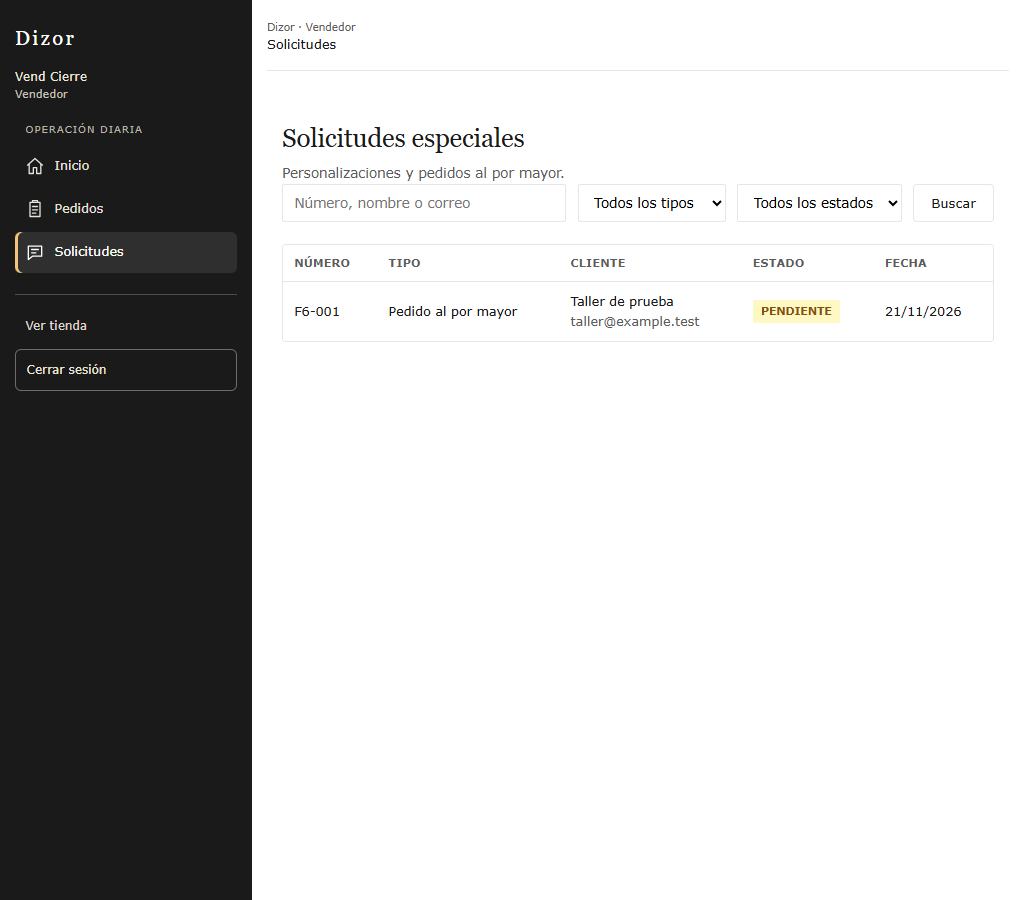 Dizor
Vend Cierre
Vendedor
OPERACIÓN DIARIA
Inicio
Pedidos
Solicitudes
Ver tienda
Cerrar sesión
Dizor · Vendedor
Solicitudes
Solicitudes especiales
Personalizaciones y pedidos al por mayor.
Número, nombre o correo Todos los tipos Todos los estados Buscar
NÚMERO TIPO CLIENTE ESTADO FECHA
F6-001 Pedido al por mayor Taller de prueba PENDIENTE 21/11/2026
taller@example.test